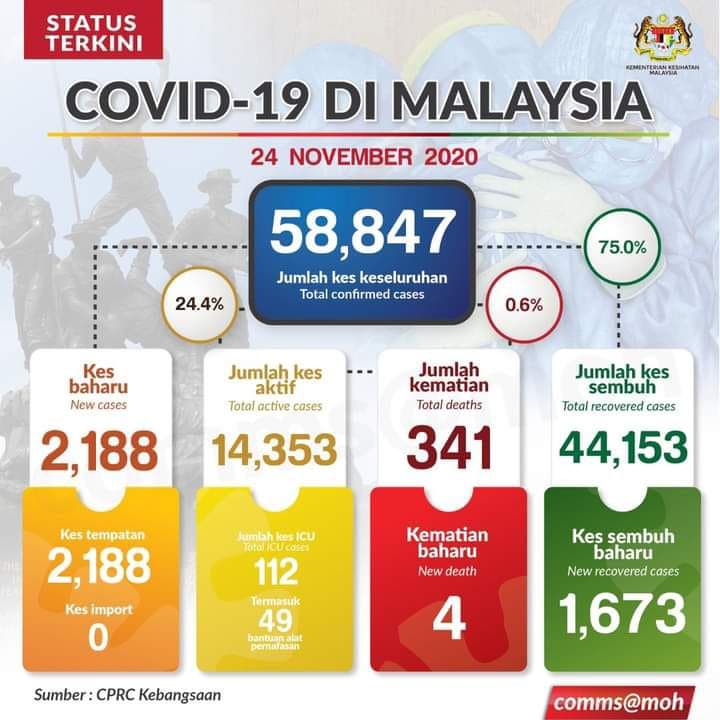 STATUS
TERKINI
KEMENTERIAN KESIHATAN
MALAYSIA
COVID-19 DI MALAYSIA
24 NOVEMBER 2020
58,847
Jumlah kes keseluruhan
Total confirmed cases
75.0%
24.4%
0.6%
Kes
baharu
New cases
2,188
Kes tempatan
2,188
Kes import
0
Jumlah kes
aktif
Total active cases
14,353
Jumlah kes ICU
Total ICU cases
112
Termasuk
49
bantuan alat
pernafasan
Jumlah
kematian
Total deaths
341
Kematian
baharu
New death
4
Jumlah kes
sembuh
Total recovered cases
44,153
Kes sembuh
baharu
New recovered cases
1,673
Sumber : CPRC Kebangsaan
comms@moh